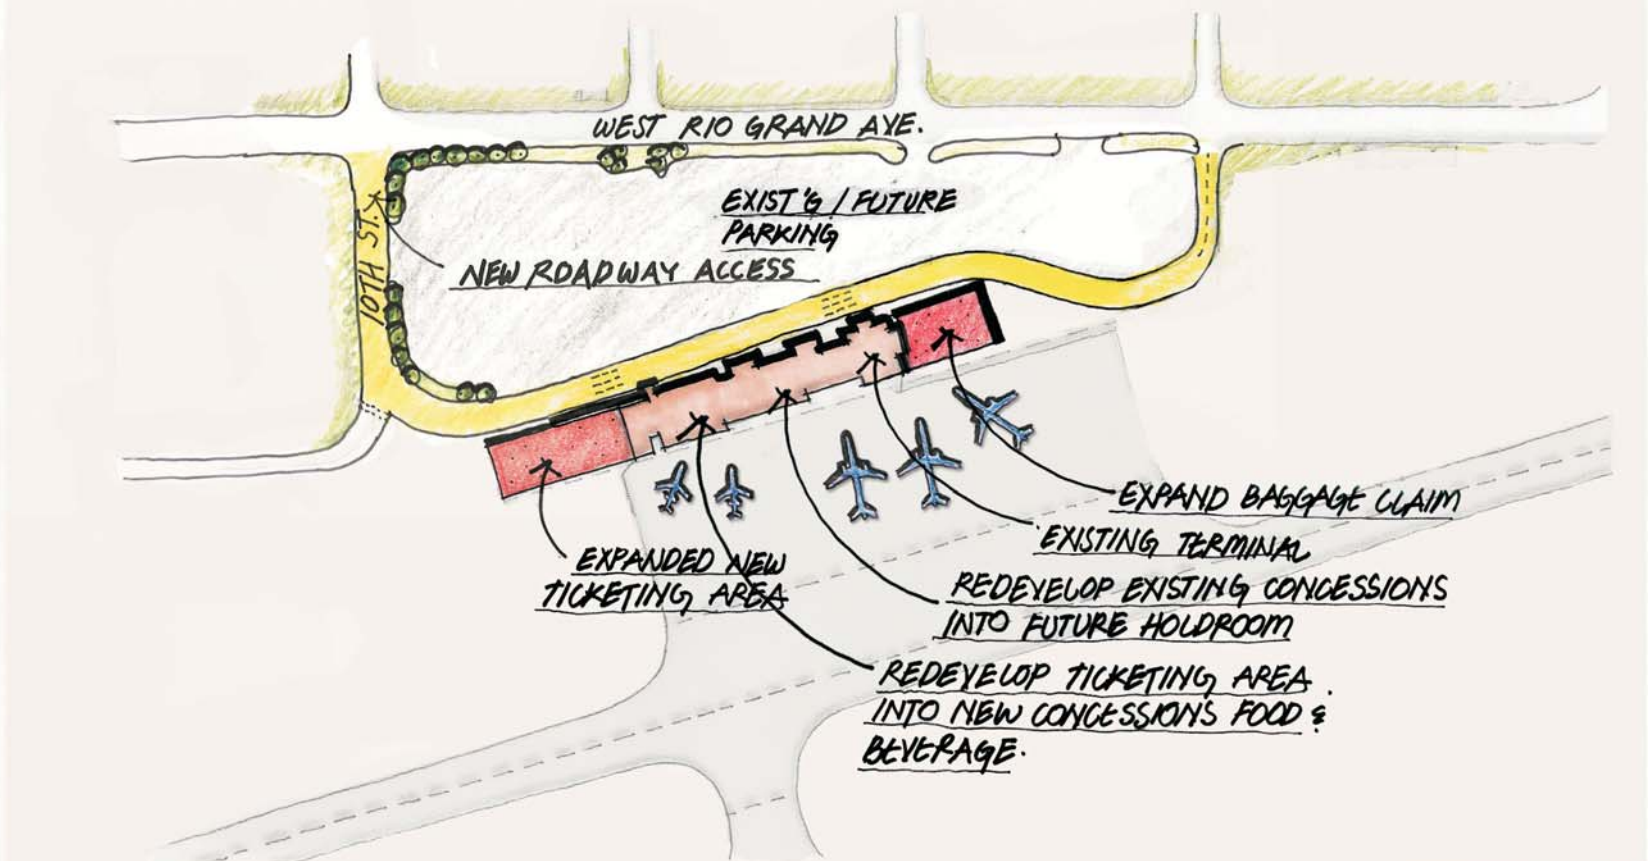 WEST RIO GRAND AVE.
EXIST'G / FUTURE
PARKING
10TH ST.
NEW ROADWAY ACCESS
EXPAND BAGGAGE CLAIM
EXISTING TERMINAL
EXPANDED NEW
TICKETING AREA
REDEVELOP EXISTING CONCESSIONS
INTO FUTURE HOLDROOM
REDEVELOP TICKETING AREA
INTO NEW CONCESSIONS FOOD &
BEVERAGE.